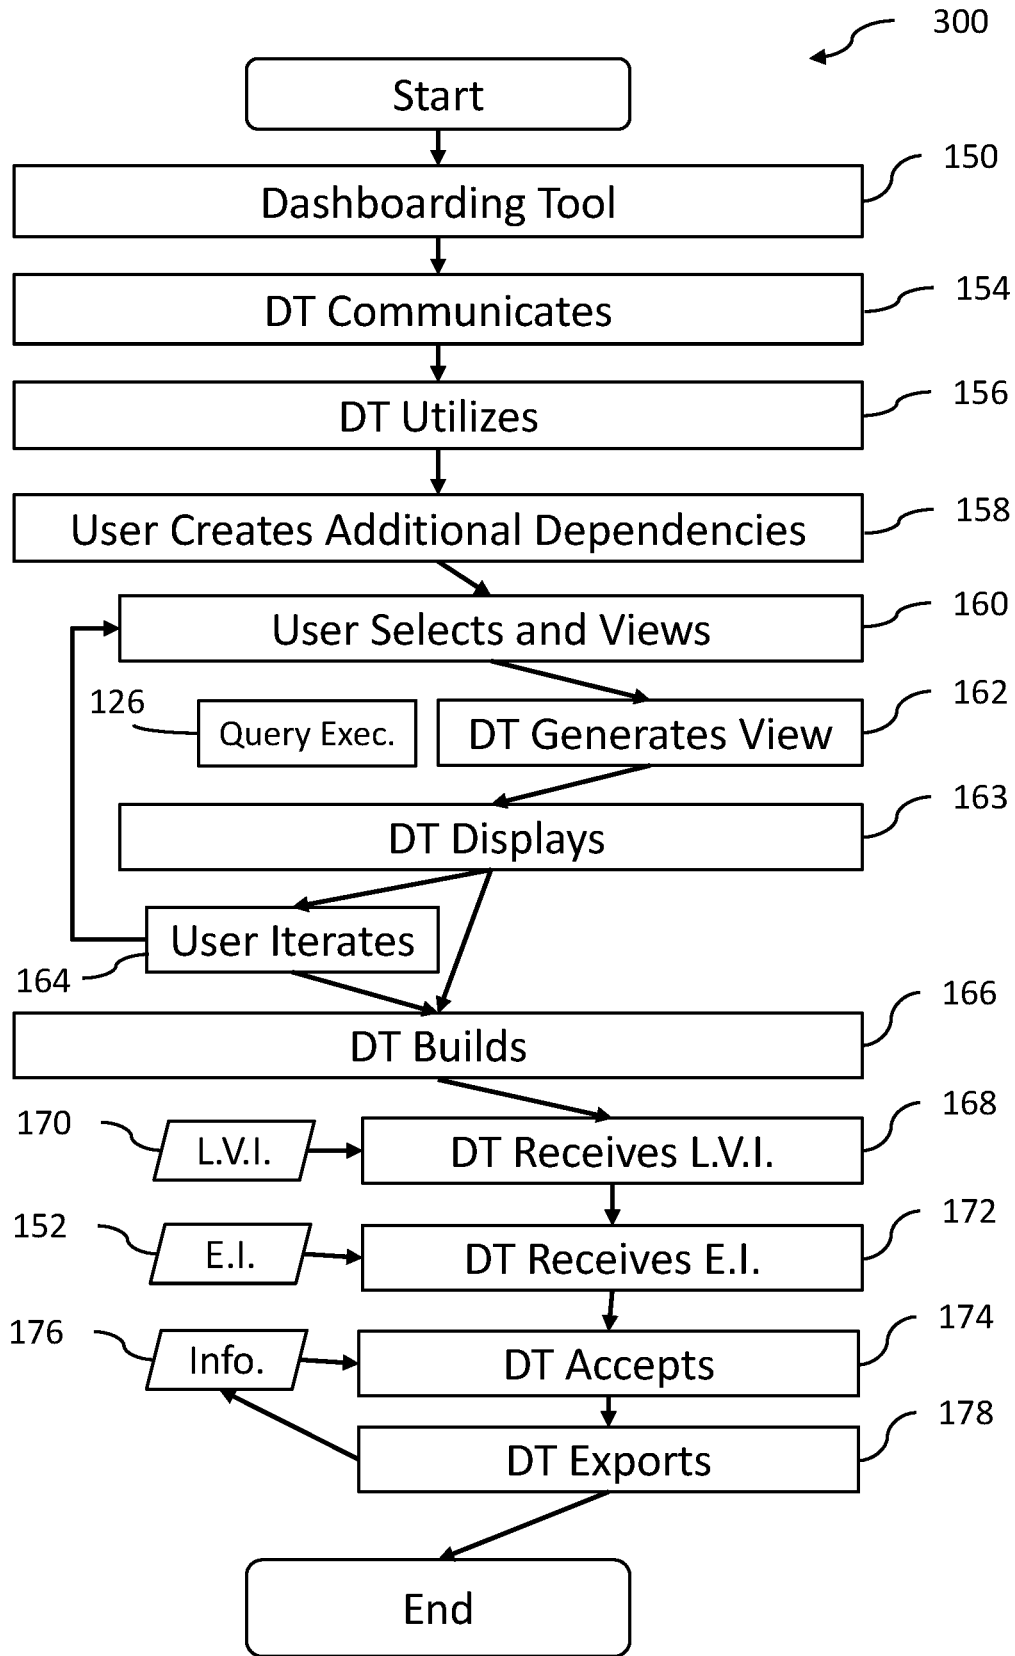 300
Start
150
Dashboarding Tool
154
DT Communicates
156
DT Utilizes
158
User Creates Additional Dependencies
160
User Selects and Views
126
Query Exec.
162
DT Generates View
163
DT Displays
User Iterates
164
166
DT Builds
168
170
L.V.I.
DT Receives L.V.I.
172
152
E.I.
DT Receives E.I.
174
176
Info.
DT Accepts
178
DT Exports
End